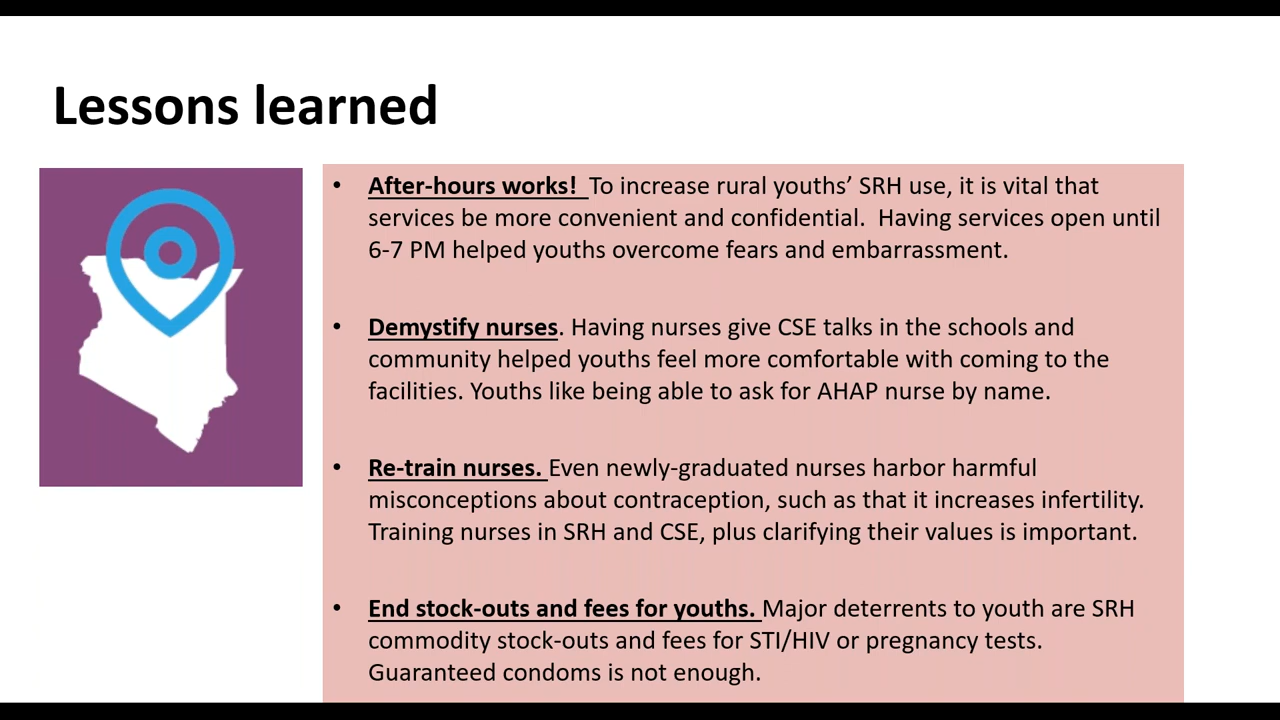 Lessons learned
• After-hours works! To increase rural youths’ SRH use, it is vital that
services be more convenient and confidential. Having services open until
6-7 PM helped youths overcome fears and embarrassment.
• Demystify nurses. Having nurses give CSE talks in the schools and
community helped youths feel more comfortable with coming to the
facilities. Youths like being able to ask for AHAP nurse by name.
• Re-train nurses. Even newly-graduated nurses harbor harmful
misconceptions about contraception, such as that it increases infertility.
Training nurses in SRH and CSE, plus clarifying their values is important.
• End stock-outs and fees for youths. Major deterrents to youth are SRH
commodity stock-outs and fees for STI/HIV or pregnancy tests.
Guaranteed condoms is not enough.